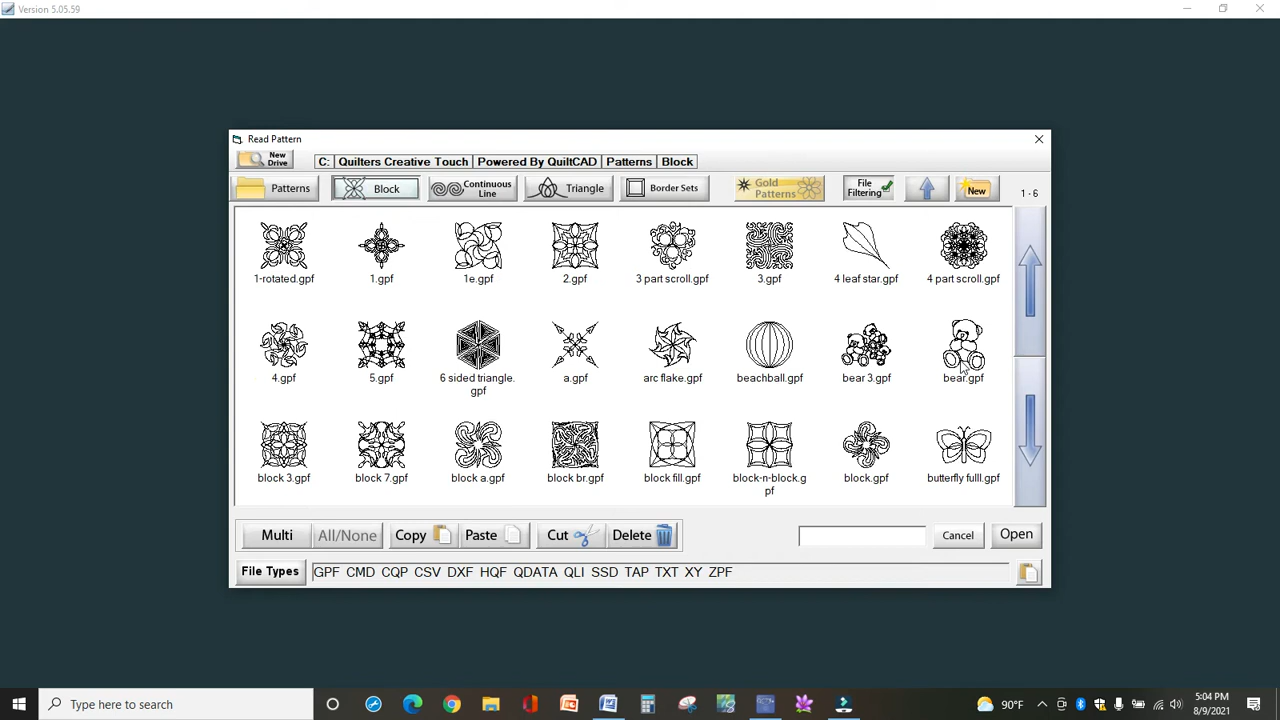 Version 5.05.59
Read Pattern
New Drive
C: Quilters Creative Touch Powered By QuiltCAD Patterns Block
Patterns Block Continuous Line Triangle Border Sets Gold Patterns File Filtering New 1 - 6
1-rotated.gpf 1.gpf 1e.gpf 2.gpf 3 part scroll.gpf 3.gpf 4 leaf star.gpf 4 part scroll.gpf
4.gpf 5.gpf 6 sided triangle. a.gpf arc flake.gpf beachball.gpf bear 3.gpf bear.gpf
gpf
block 3.gpf block 7.gpf block a.gpf block br.gpf block fill.gpf block-n-block.g block.gpf butterfly fulll.gpf
pf
Multi All/None Copy Paste Cut Delete Cancel Open
File Types GPF CMD CQP CSV DXF HQF QDATA QLI SSD TAP TXT XY ZPF
Type here to search
90°F
5:04 PM
8/9/2021